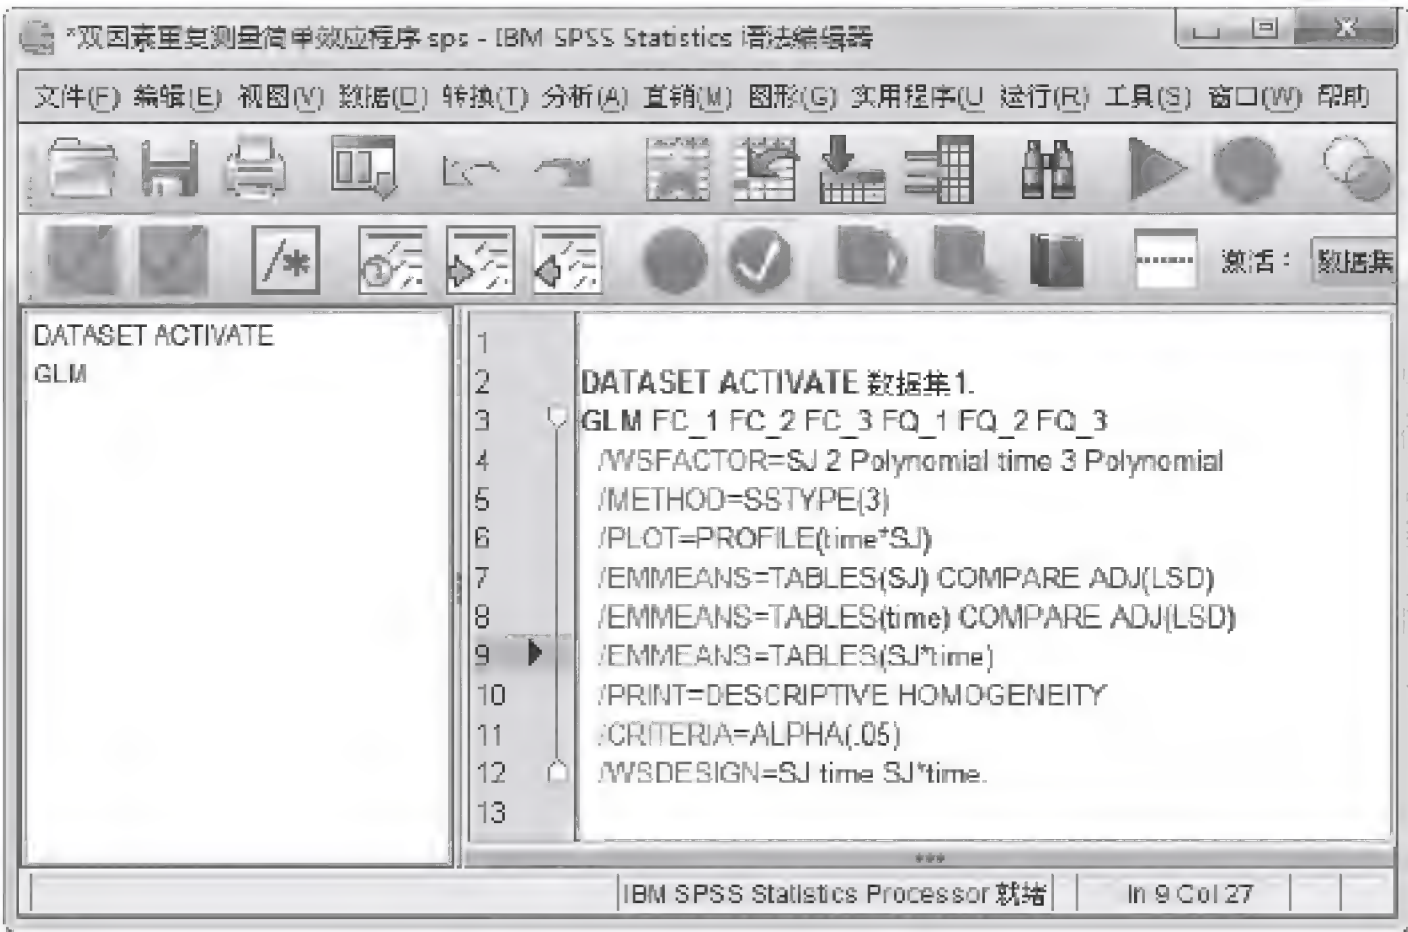 *双因素重复测量简单效应程序.sps - IBM SPSS Statistics 语法编辑器
文件(F) 编辑(E) 视图(V) 数据(D) 转换(T) 分析(A) 直销(M) 图形(G) 实用程序(U 运行(R) 工具(S) 窗口(W) 帮助
/*
激活: 数据集
DATASET ACTIVATE
GLM
1
2 DATASET ACTIVATE 数据集1.
3 GLM FC_1 FC_2 FC_3 FQ_1 FQ_2 FQ_3
4 /WSFACTOR=SJ 2 Polynomial time 3 Polynomial
5 /METHOD=SSTYPE(3)
6 /PLOT=PROFILE(time*SJ)
7 /EMMEANS=TABLES(SJ) COMPARE ADJ(LSD)
8 /EMMEANS=TABLES(time) COMPARE ADJ(LSD)
9 /EMMEANS=TABLES(SJ*time)
10 /PRINT=DESCRIPTIVE HOMOGENEITY
11 /CRITERIA=ALPHA(.05)
12 /WSDESIGN=SJ time SJ*time.
13
IBM SPSS Statistics Processor 就绪 In 9 Col 27